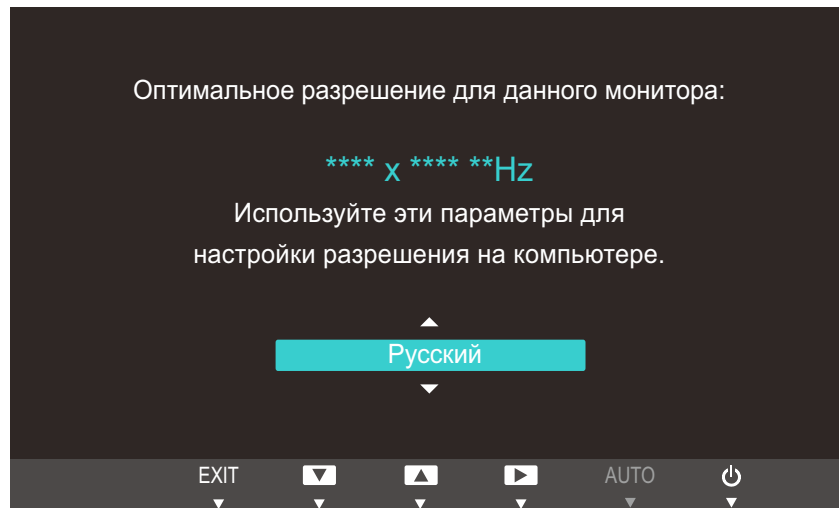 Оптимальное разрешение для данного монитора:
**** x **** **Hz
Используйте эти параметры для
настройки разрешения на компьютере.
Русский
EXIT AUTO